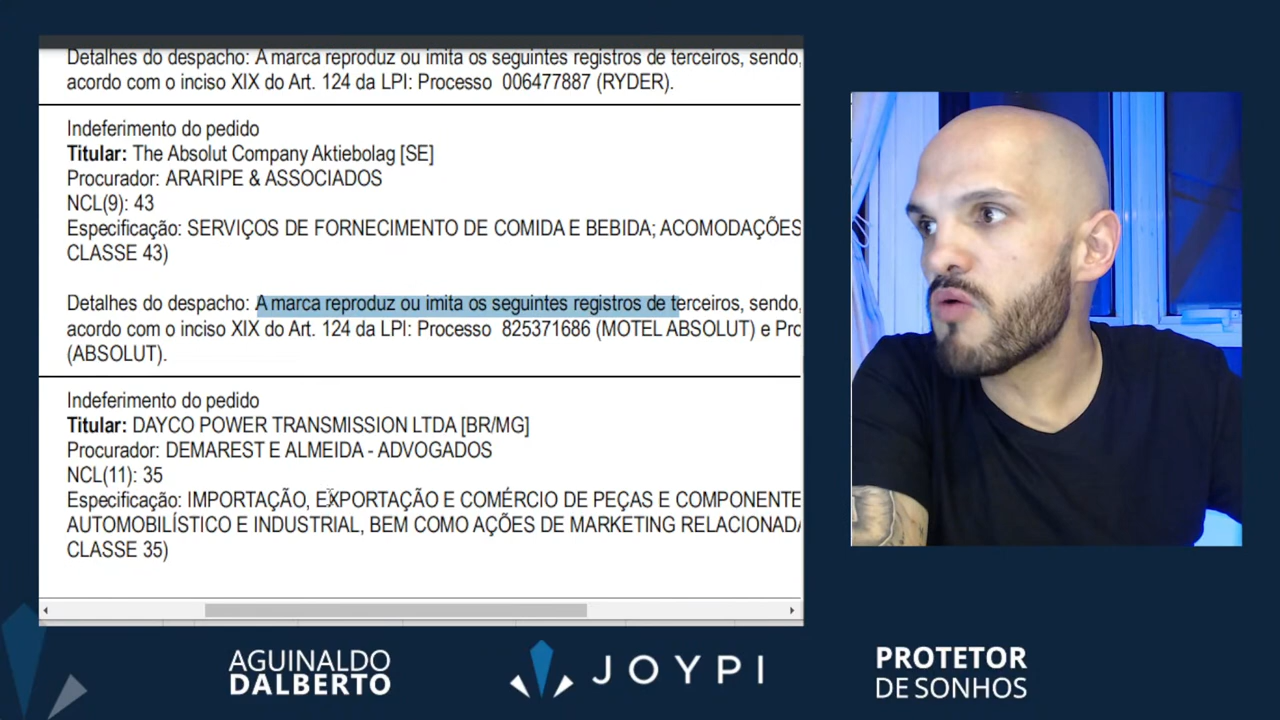 Detalhes do despacho: A marca reproduz ou imita os seguintes registros de terceiros, sendo,
acordo com o inciso XIX do Art. 124 da LPI: Processo 006477887 (RYDER).
Indeferimento do pedido
Titular: The Absolut Company Aktiebolag [SE]
Procurador: ARARIPE & ASSOCIADOS
NCL(9): 43
Especificação: SERVIÇOS DE FORNECIMENTO DE COMIDA E BEBIDA; ACOMODAÇÕES
CLASSE 43)
Detalhes do despacho: A marca reproduz ou imita os seguintes registros de terceiros, sendo,
acordo com o inciso XIX do Art. 124 da LPI: Processo 825371686 (MOTEL ABSOLUT) e Pro
(ABSOLUT).
Indeferimento do pedido
Titular: DAYCO POWER TRANSMISSION LTDA [BR/MG]
Procurador: DEMAREST E ALMEIDA - ADVOGADOS
NCL(11): 35
Especificação: IMPORTAÇÃO, EXPORTAÇÃO E COMÉRCIO DE PEÇAS E COMPONENTE
AUTOMOBILÍSTICO E INDUSTRIAL, BEM COMO AÇÕES DE MARKETING RELACIONADA
CLASSE 35)
AGUINALDO
DALBERTO
JOYPI
PROTETOR
DE SONHOS